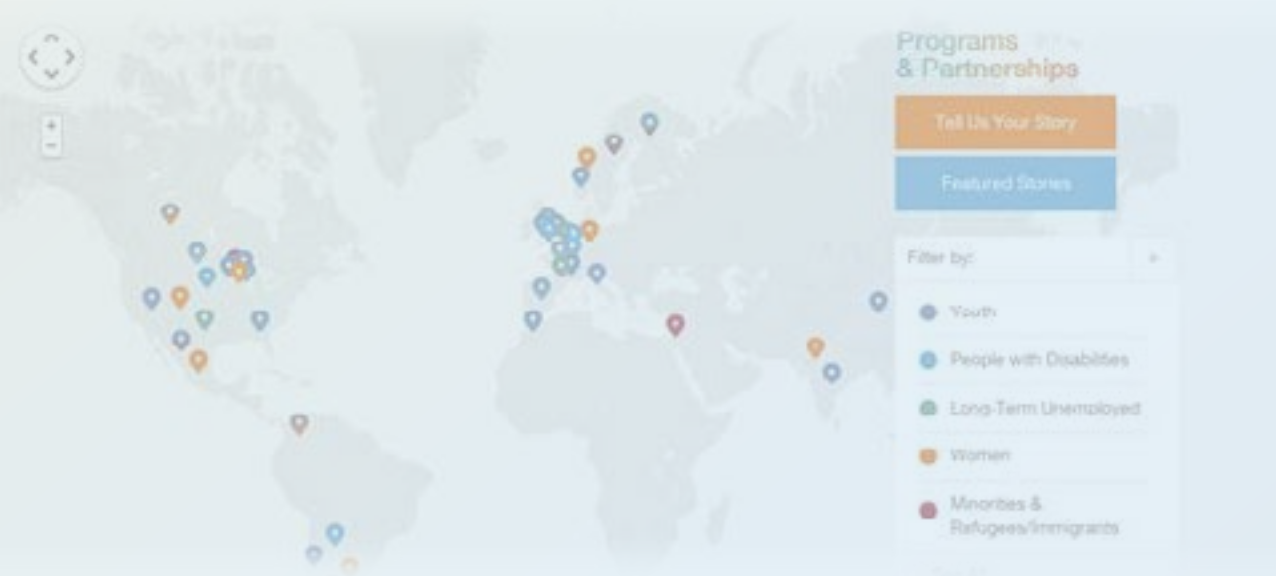 Programs
& Partnerships
Tell Us Your Story
Featured Stories
Filter by:
Youth
People with Disabilities
Long-Term Unemployed
Women
Minorities &
Refugees/Immigrants